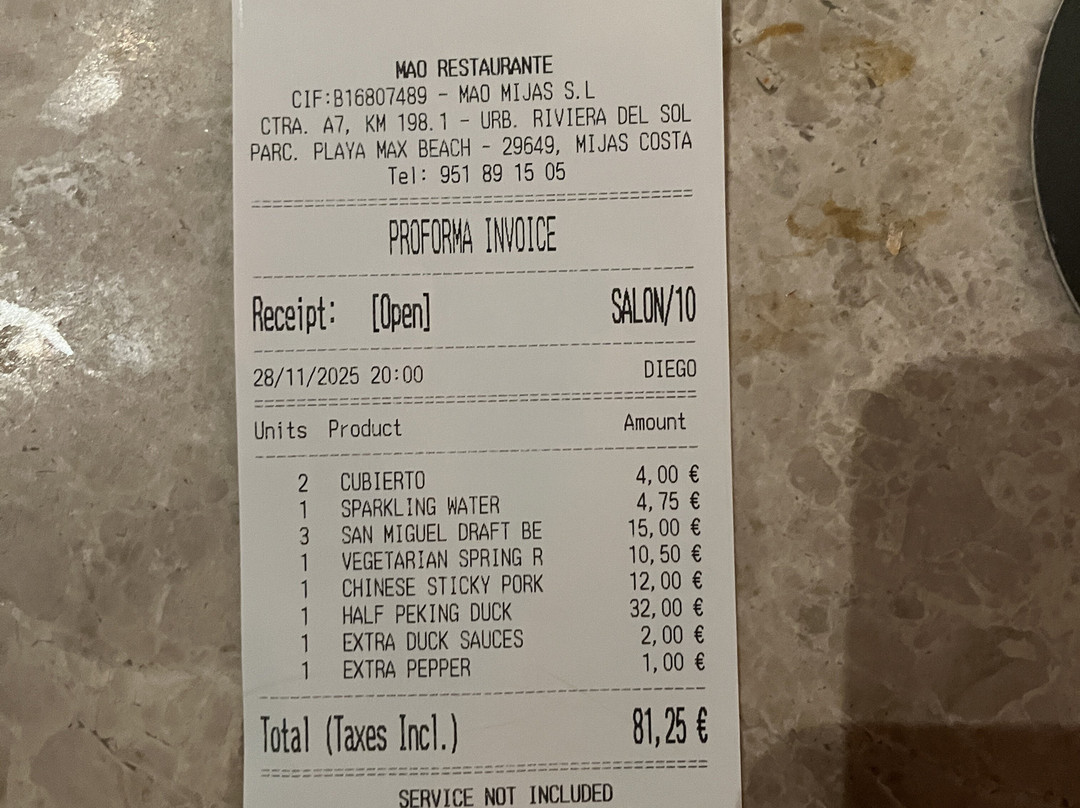 MAO RESTAURANTE
CIF:B16807489 - MAO MIJAS S.L
CTRA. A7, KM 198.1 - URB. RIVIERA DEL SOL
PARC. PLAYA MAX BEACH - 29649, MIJAS COSTA
Tel: 951 89 15 05
PROFORMA INVOICE
Receipt: [Open] SALON/10
28/11/2025 20:00 DIEGO
Units Product Amount
2 CUBIERTO 4,00 €
1 SPARKLING WATER 4,75 €
3 SAN MIGUEL DRAFT BE 15,00 €
1 VEGETARIAN SPRING R 10,50 €
1 CHINESE STICKY PORK 12,00 €
1 HALF PEKING DUCK 32,00 €
1 EXTRA DUCK SAUCES 2,00 €
1 EXTRA PEPPER 1,00 €
Total (Taxes Incl.) 81,25 €
SERVICE NOT INCLUDED